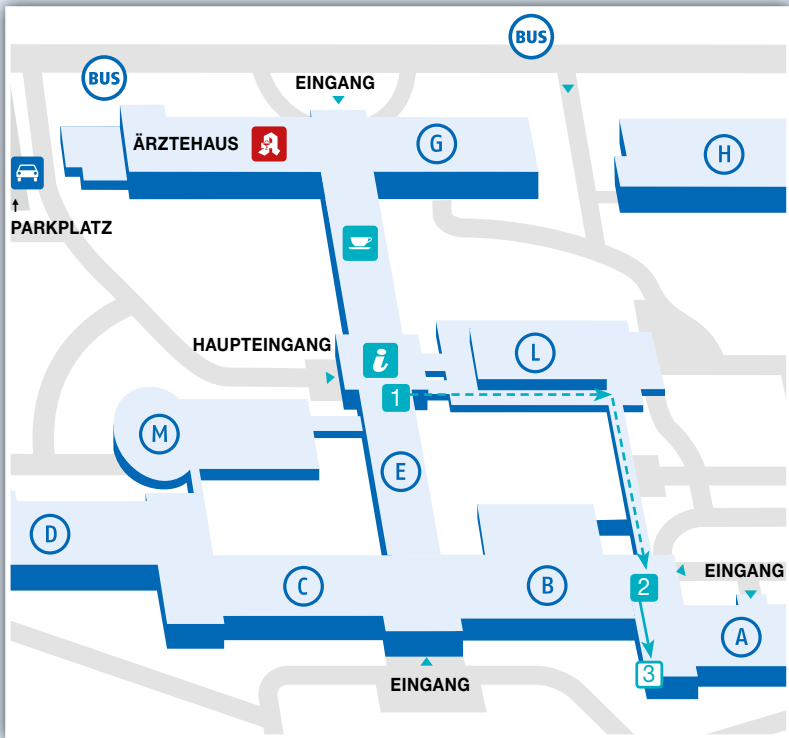 BUS
BUS
EINGANG
ÄRZTEHAUS
G
H
PARKPLATZ
HAUPTEINGANG
i
L
1
M
E
D
C
B
2
EINGANG
A
3
EINGANG